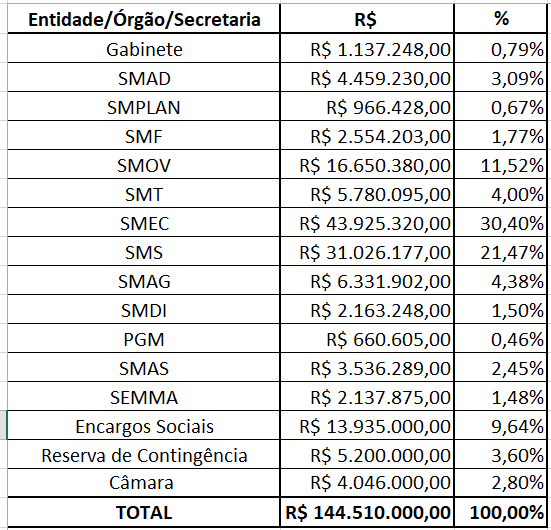 Entidade/Órgão/Secretaria R$ %
Gabinete R$ 1.137.248,00 0,79%
SMAD R$ 4.459.230,00 3,09%
SMPLAN R$ 966.428,00 0,67%
SMF R$ 2.554.203,00 1,77%
SMOV R$ 16.650.380,00 11,52%
SMT R$ 5.780.095,00 4,00%
SMEC R$ 43.925.320,00 30,40%
SMS R$ 31.026.177,00 21,47%
SMAG R$ 6.331.902,00 4,38%
SMDI R$ 2.163.248,00 1,50%
PGM R$ 660.605,00 0,46%
SMAS R$ 3.536.289,00 2,45%
SEMMA R$ 2.137.875,00 1,48%
Encargos Sociais R$ 13.935.000,00 9,64%
Reserva de Contingência R$ 5.200.000,00 3,60%
Câmara R$ 4.046.000,00 2,80%
TOTAL R$ 144.510.000,00 100,00%